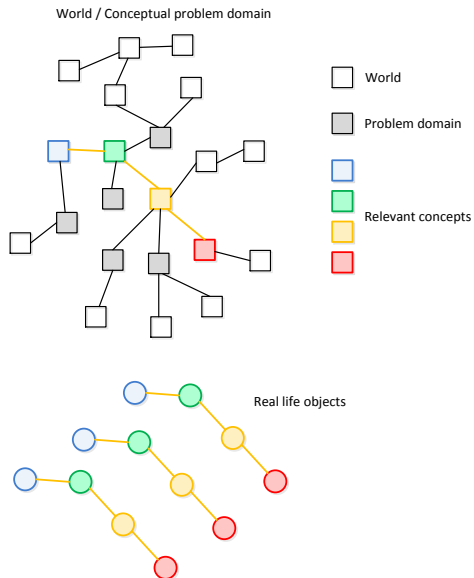 World / Conceptual problem domain
World
Problem domain
Relevant concepts
Real life objects